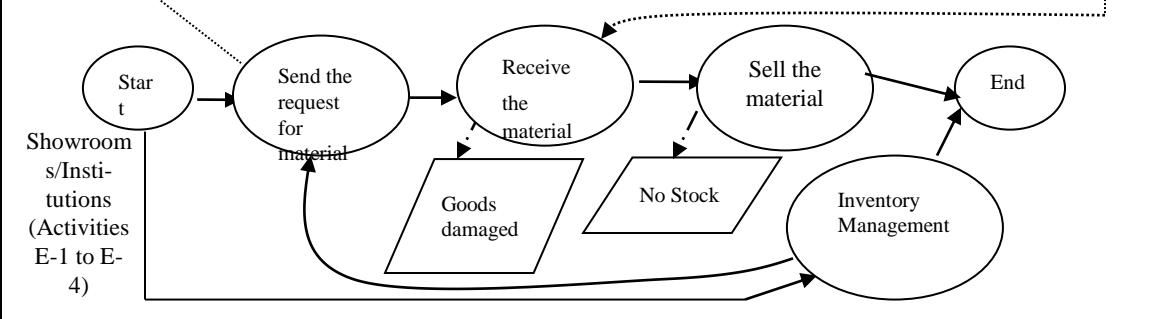 Star
t
Send the
request
for
material
Receive
the
material
Sell the
material
End
Showroom
s/Insti-
tutions
(Activities
E-1 to E-
4)
Goods
damaged
No Stock
Inventory
Management